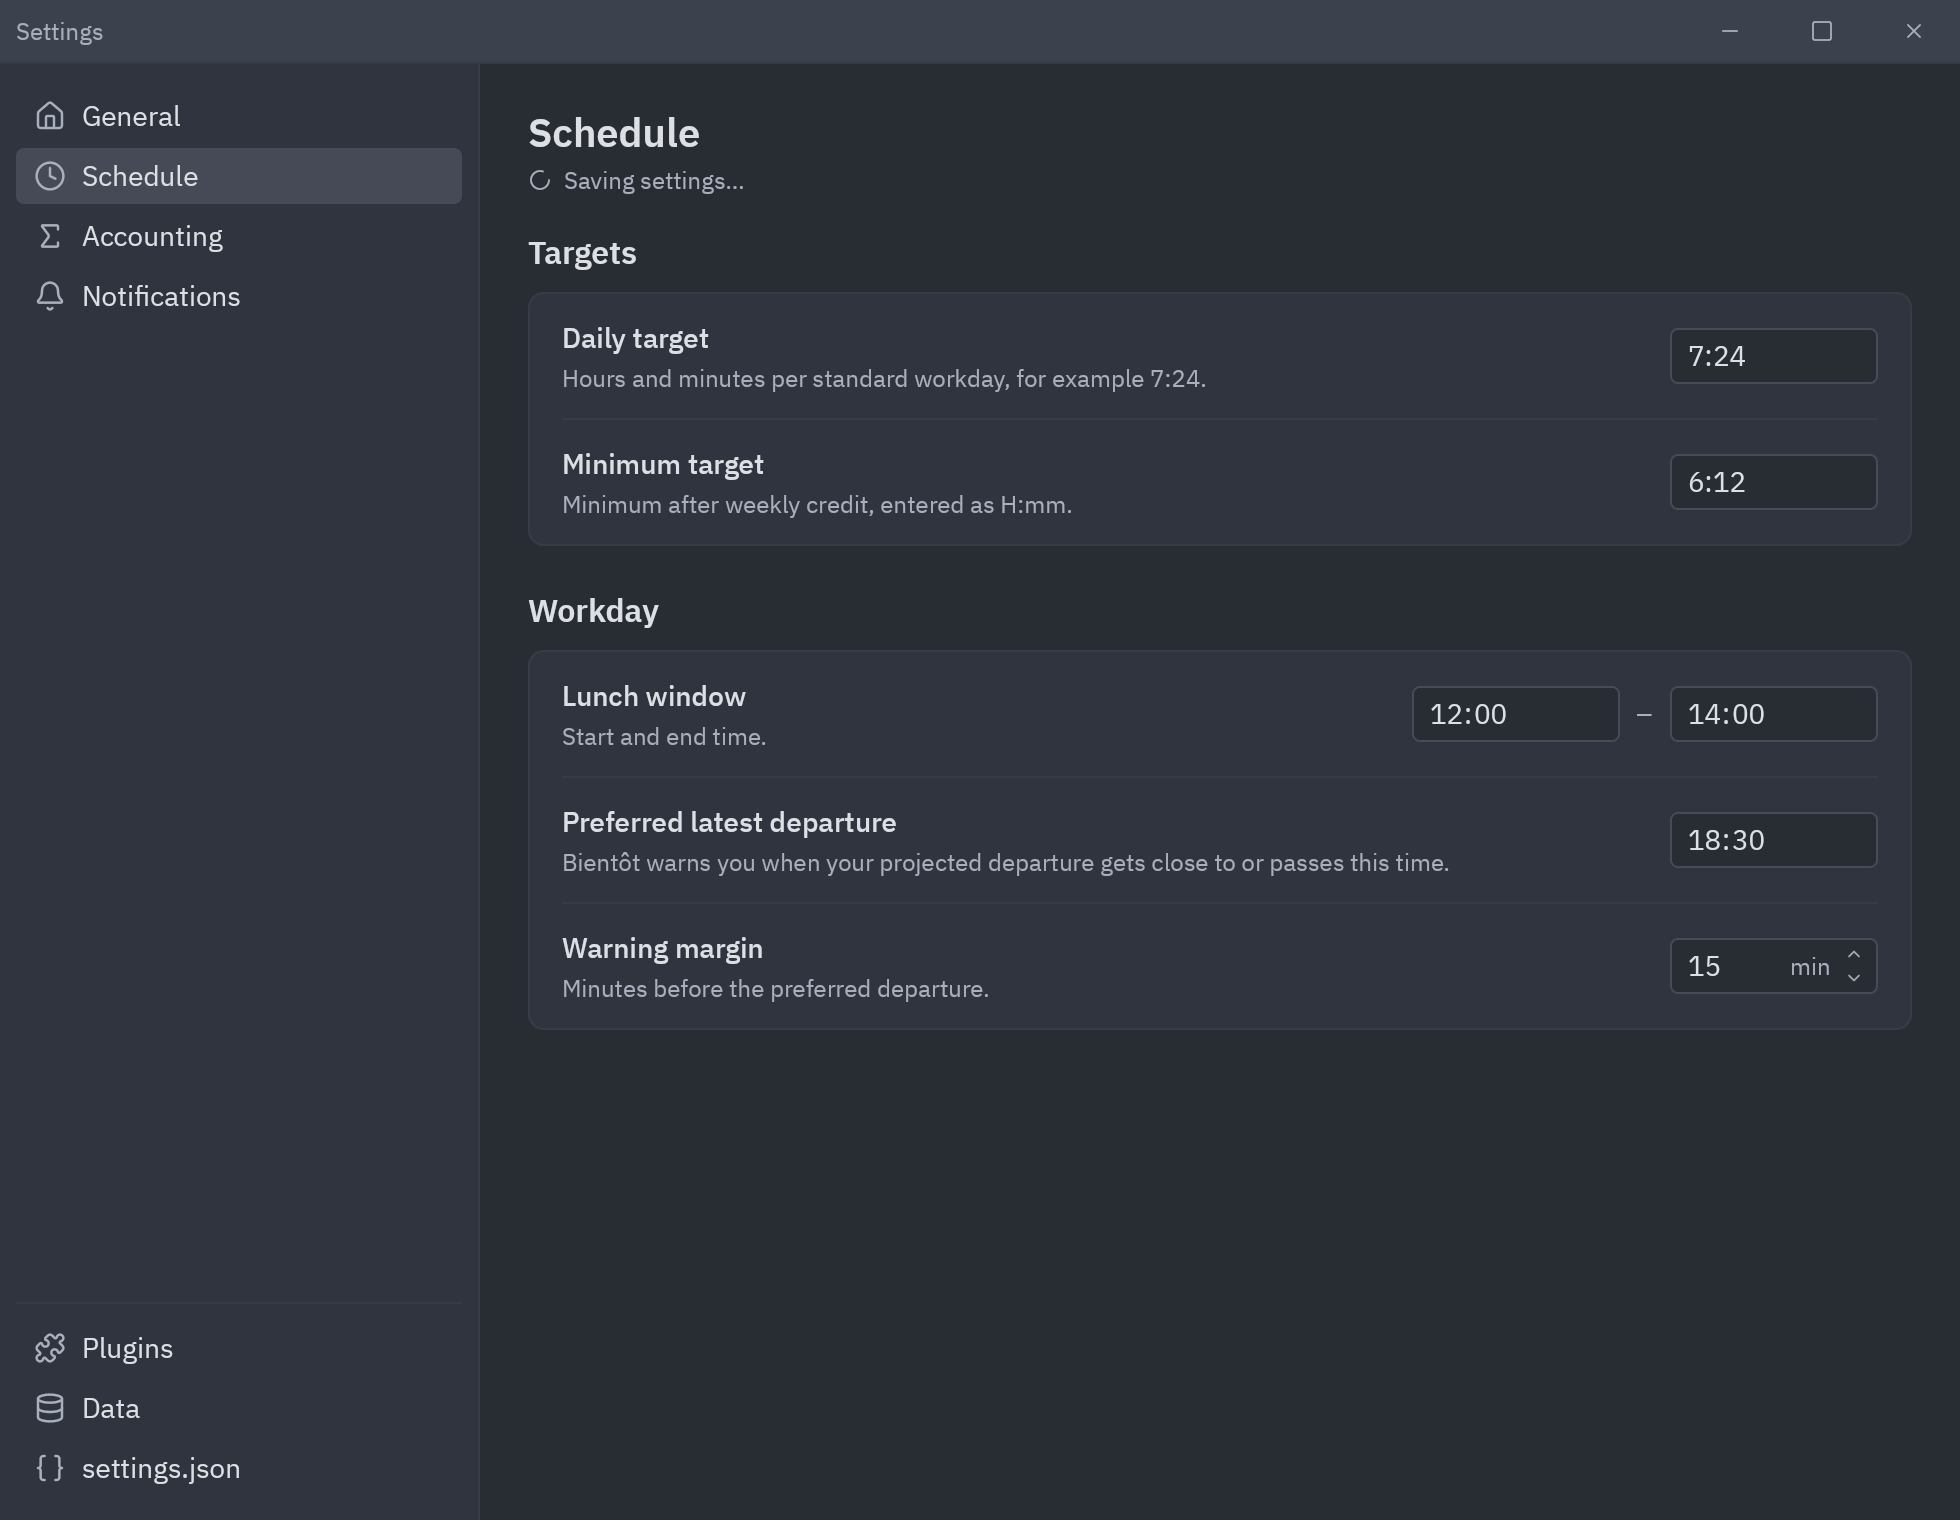 Settings
General
Schedule
Accounting
Notifications
Plugins
Data
settings.json
Schedule
Saving settings...
Targets
Daily target
Hours and minutes per standard workday, for example 7:24.
7:24
Minimum target
Minimum after weekly credit, entered as H:mm.
6:12
Workday
Lunch window
Start and end time.
12:00 – 14:00
Preferred latest departure
Bientôt warns you when your projected departure gets close to or passes this time.
18:30
Warning margin
Minutes before the preferred departure.
15 min